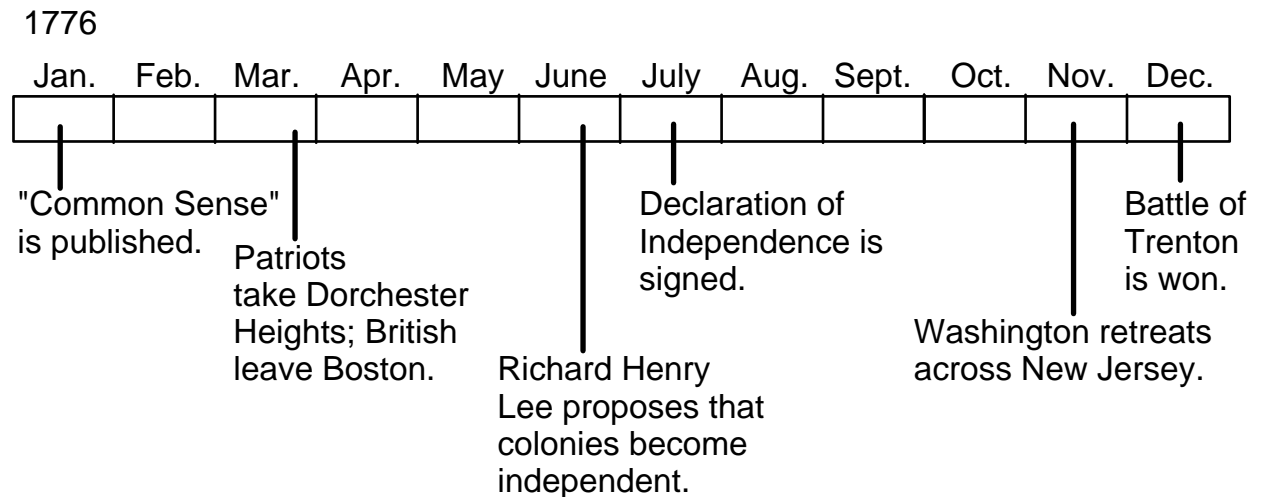 1776
Jan. Feb. Mar. Apr. May June July Aug. Sept. Oct. Nov. Dec.
"Common Sense"
is published.
Patriots
take Dorchester
Heights; British
leave Boston.
Richard Henry
Lee proposes that
colonies become
independent.
Declaration of
Independence is
signed.
Washington retreats
across New Jersey.
Battle of
Trenton
is won.